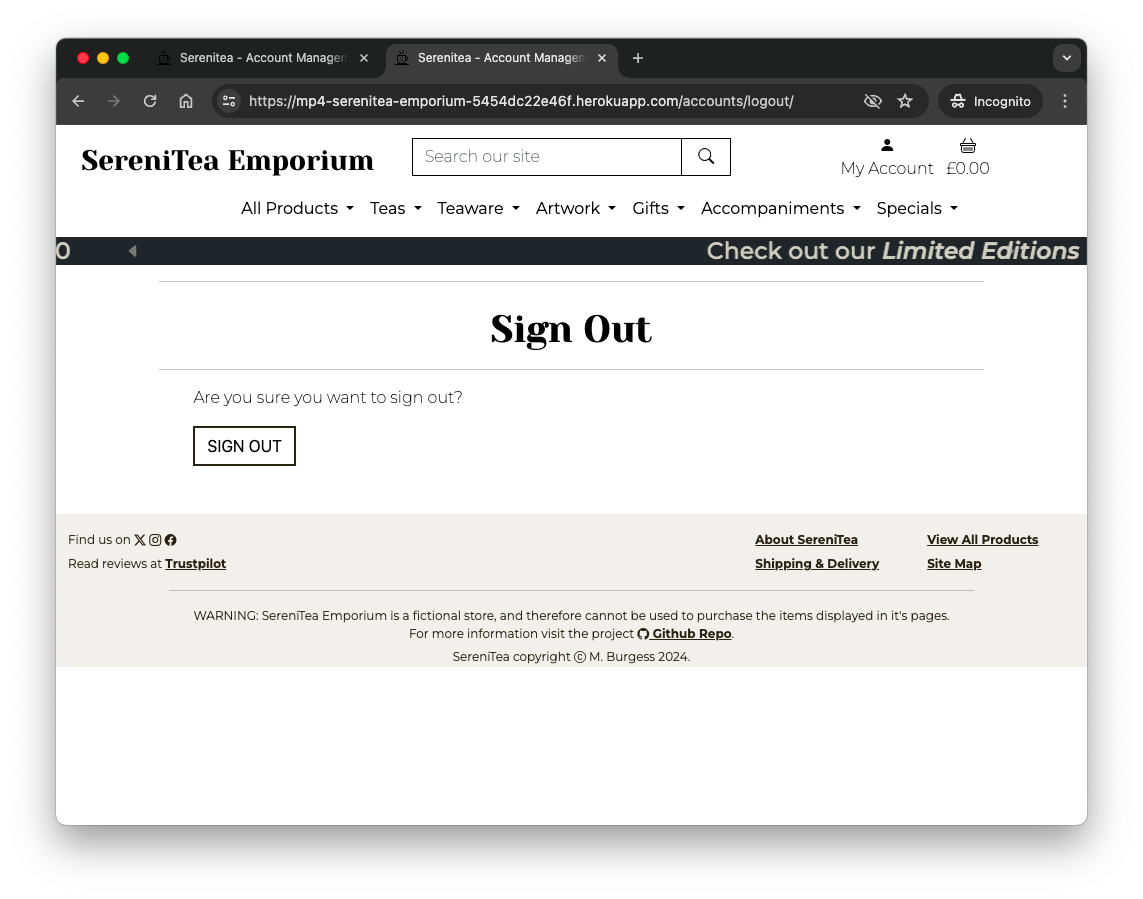 Serenitea - Account Managen
Serenitea - Account Managen
https://mp4-serenitea-emporium-5454dc22e46f.herokuapp.com/accounts/logout/
Incognito
SereniTea Emporium
Search our site
My Account
£0.00
All Products
Teas
Teaware
Artwork
Gifts
Accompaniments
Specials
0
Check out our Limited Editions
Sign Out
Are you sure you want to sign out?
SIGN OUT
Find us on
Read reviews at Trustpilot
About SereniTea
View All Products
Shipping & Delivery
Site Map
WARNING: SereniTea Emporium is a fictional store, and therefore cannot be used to purchase the items displayed in it's pages.
For more information visit the project Github Repo.
SereniTea copyright © M. Burgess 2024.